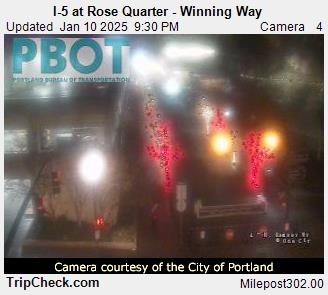 I-5 at Rose Quarter - Winning Way
Updated Jan 10 2025 9:30 PM Camera 4
PBOT
PORTLAND BUREAU OF TRANSPORTATION
Camera courtesy of the City of Portland
TripCheck.com Milepost302.00